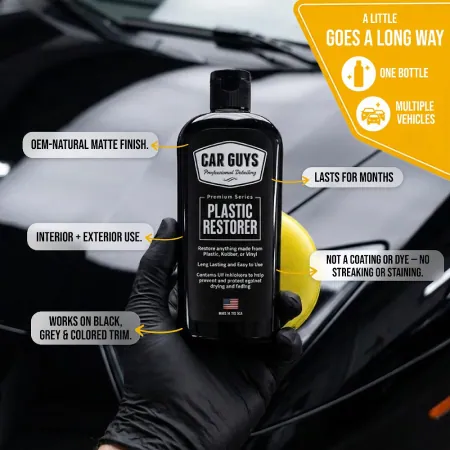 A LITTLE
GOES A LONG WAY
ONE BOTTLE
MULTIPLE
VEHICLES
OEM-NATURAL MATTE FINISH.
LASTS FOR MONTHS
INTERIOR + EXTERIOR USE.
NOT A COATING OR DYE – NO
STREAKING OR STAINING.
WORKS ON BLACK,
GREY & COLORED TRIM.
CAR GUYS
Professional Detailing
Premium Series
PLASTIC
RESTORER
Restore anything made from
Plastic, Rubber, or Vinyl
Long Lasting and Easy to Use
Contains UV inhibitors to help
prevent and protect against
drying and fading.
MADE IN THE USA